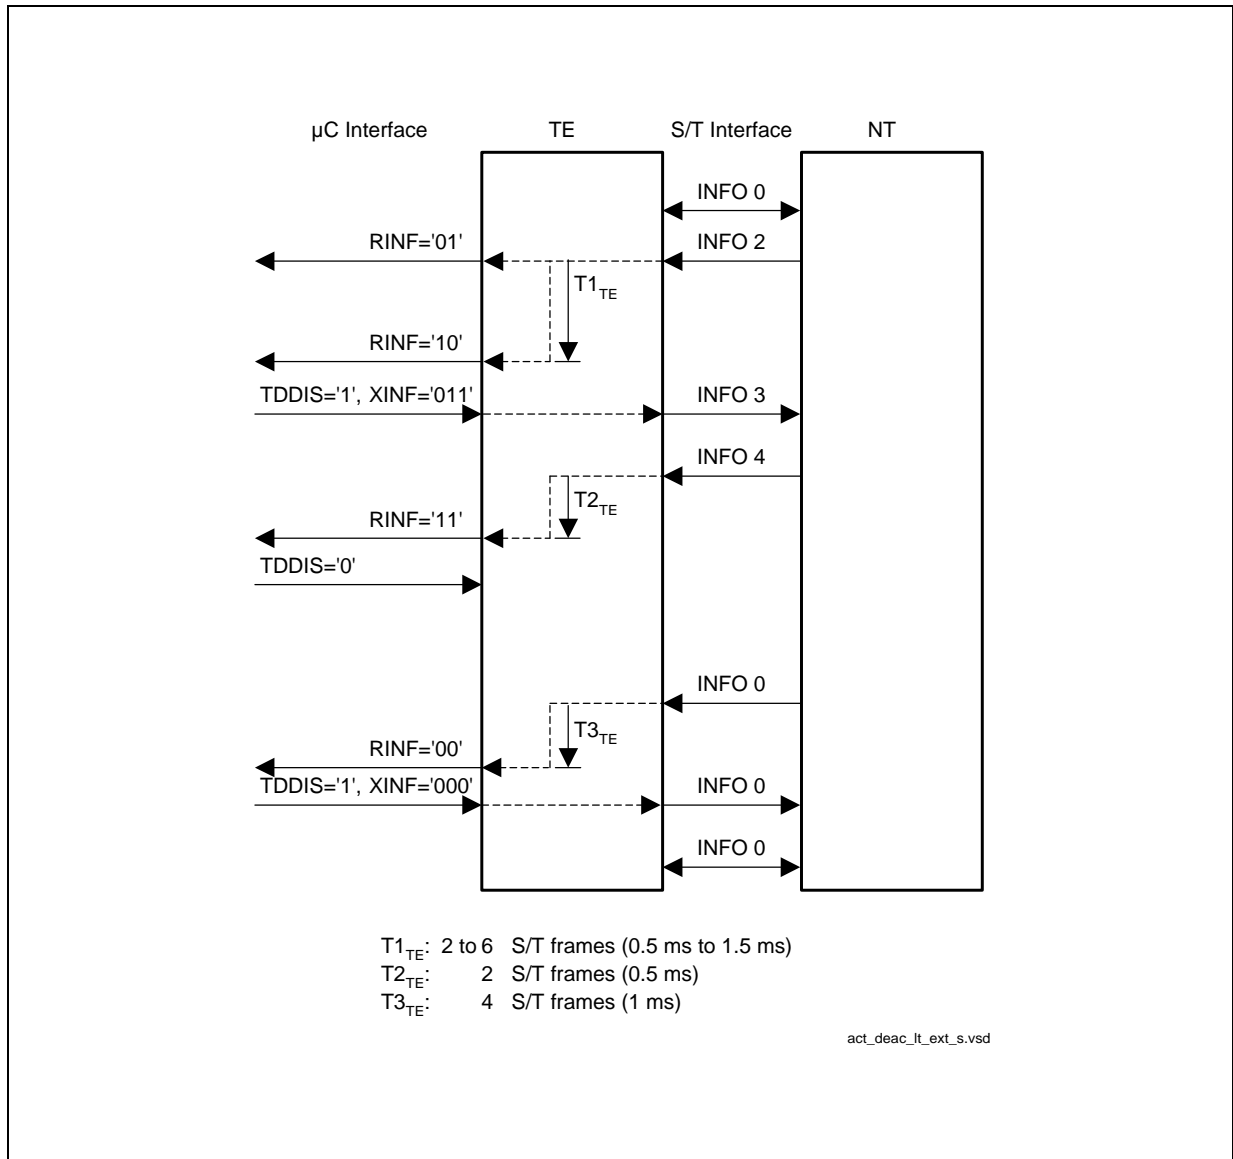 µC Interface TE S/T Interface NT
INFO 0
RINF='01' INFO 2
T1TE
RINF='10'
TDDIS='1', XINF='011' INFO 3
INFO 4
T2TE
RINF='11'
TDDIS='0'
INFO 0
T3TE
RINF='00'
TDDIS='1', XINF='000' INFO 0
INFO 0
T1TE: 2 to 6 S/T frames (0.5 ms to 1.5 ms)
T2TE: 2 S/T frames (0.5 ms)
T3TE: 4 S/T frames (1 ms)
act_deac_lt_ext_s.vsd